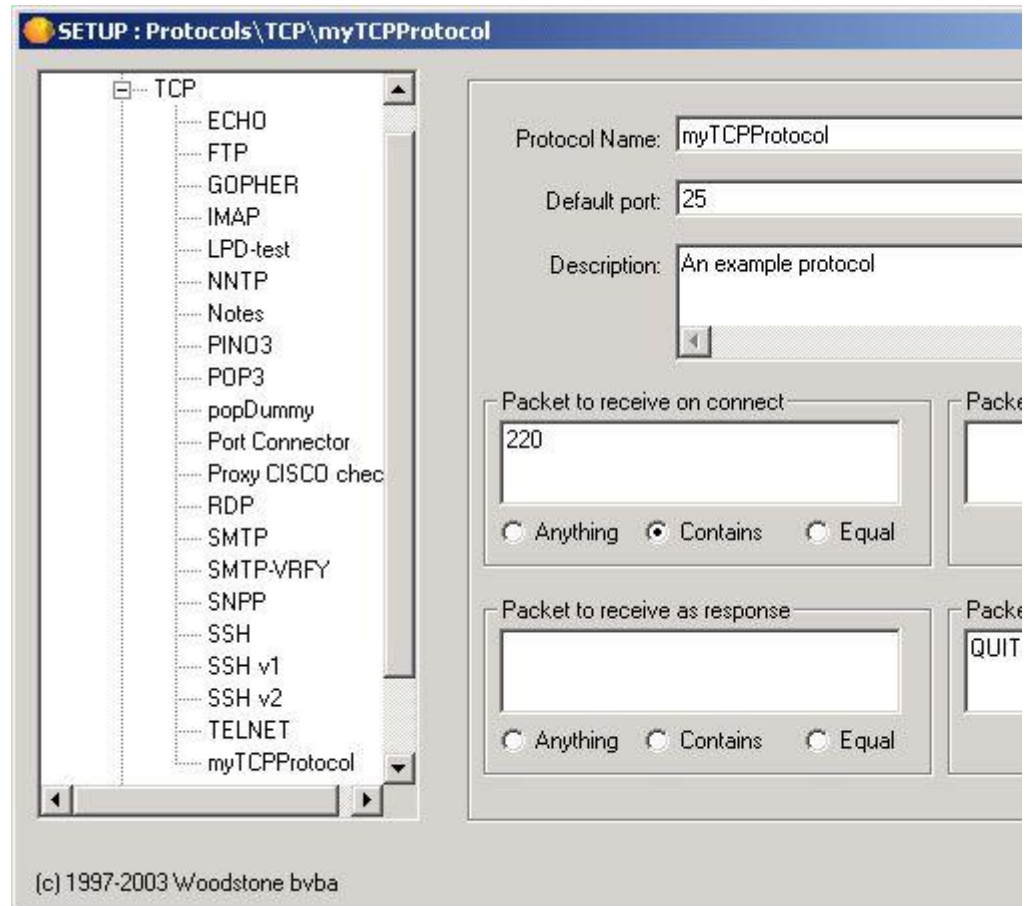 SETUP : Protocols\TCP\myTCPProtocol
TCP
ECHO
FTP
GOPHER
IMAP
LPD-test
NNTP
Notes
PINO3
POP3
popDummy
Port Connector
Proxy CISCO chec
RDP
SMTP
SMTP-VRFY
SNPP
SSH
SSH v1
SSH v2
TELNET
myTCPProtocol
Protocol Name: myTCPProtocol
Default port: 25
Description: An example protocol
Packet to receive on connect
220
Anything Contains Equal
Packe
Packet to receive as response
Anything Contains Equal
Packe
QUIT
(c) 1997-2003 Woodstone bvba